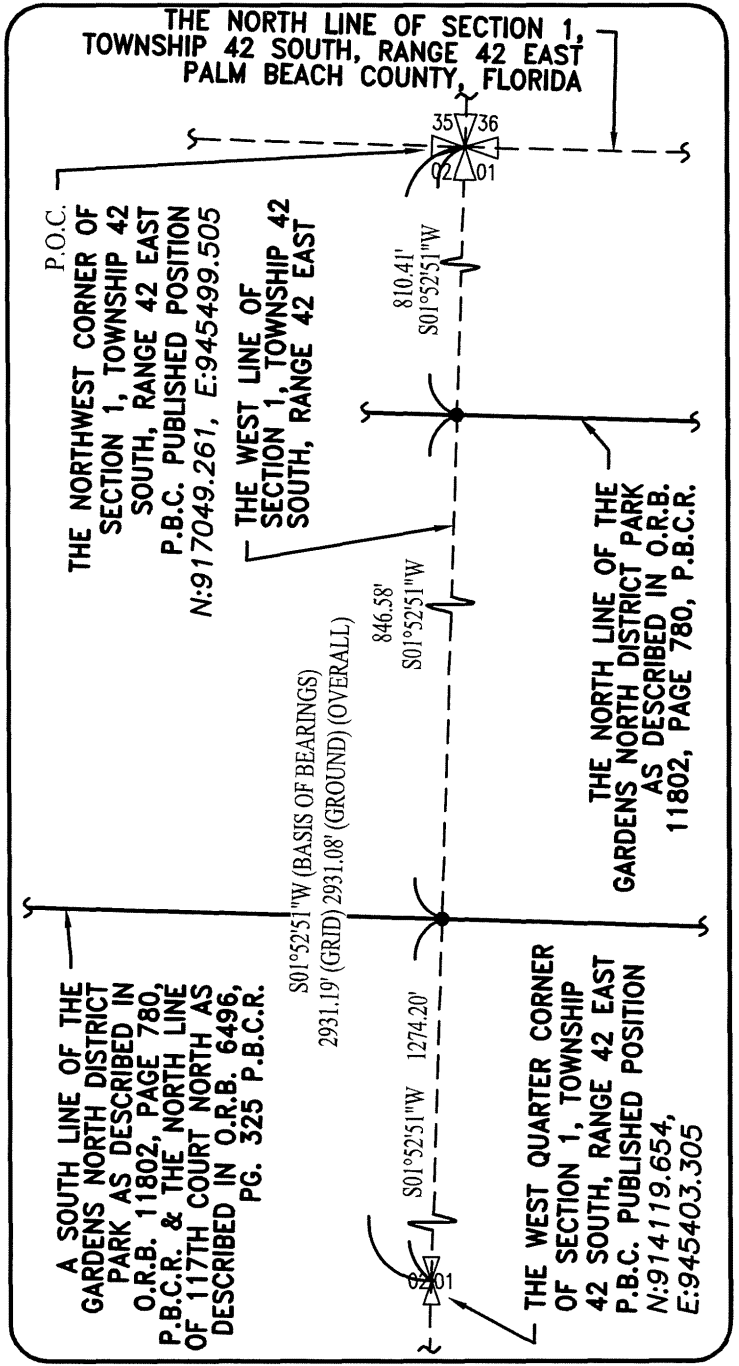 THE NORTH LINE OF SECTION 1,
TOWNSHIP 42 SOUTH, RANGE 42 EAST
PALM BEACH COUNTY, FLORIDA
35
36
02
01
P.O.C.
THE NORTHWEST CORNER OF
SECTION 1, TOWNSHIP 42
SOUTH, RANGE 42 EAST
P.B.C. PUBLISHED POSITION
N:917049.261, E:945499.505
THE WEST LINE OF
SECTION 1, TOWNSHIP 42
SOUTH, RANGE 42 EAST
810.41'
S01°52'51"W
THE NORTH LINE OF THE
GARDENS NORTH DISTRICT PARK
AS DESCRIBED IN O.R.B.
11802, PAGE 780, P.B.C.R.
846.58'
S01°52'51"W
S01°52'51"W (BASIS OF BEARINGS)
2931.19' (GRID) 2931.08' (GROUND) (OVERALL)
A SOUTH LINE OF THE
GARDENS NORTH DISTRICT
PARK AS DESCRIBED IN
O.R.B. 11802, PAGE 780,
P.B.C.R. & THE NORTH LINE
OF 117TH COURT NORTH AS
DESCRIBED IN O.R.B. 6496,
PG. 325 P.B.C.R.
S01°52'51"W 1274.20'
02
01
THE WEST QUARTER CORNER
OF SECTION 1, TOWNSHIP
42 SOUTH, RANGE 42 EAST
P.B.C. PUBLISHED POSITION
N:914119.654,
E:945403.305